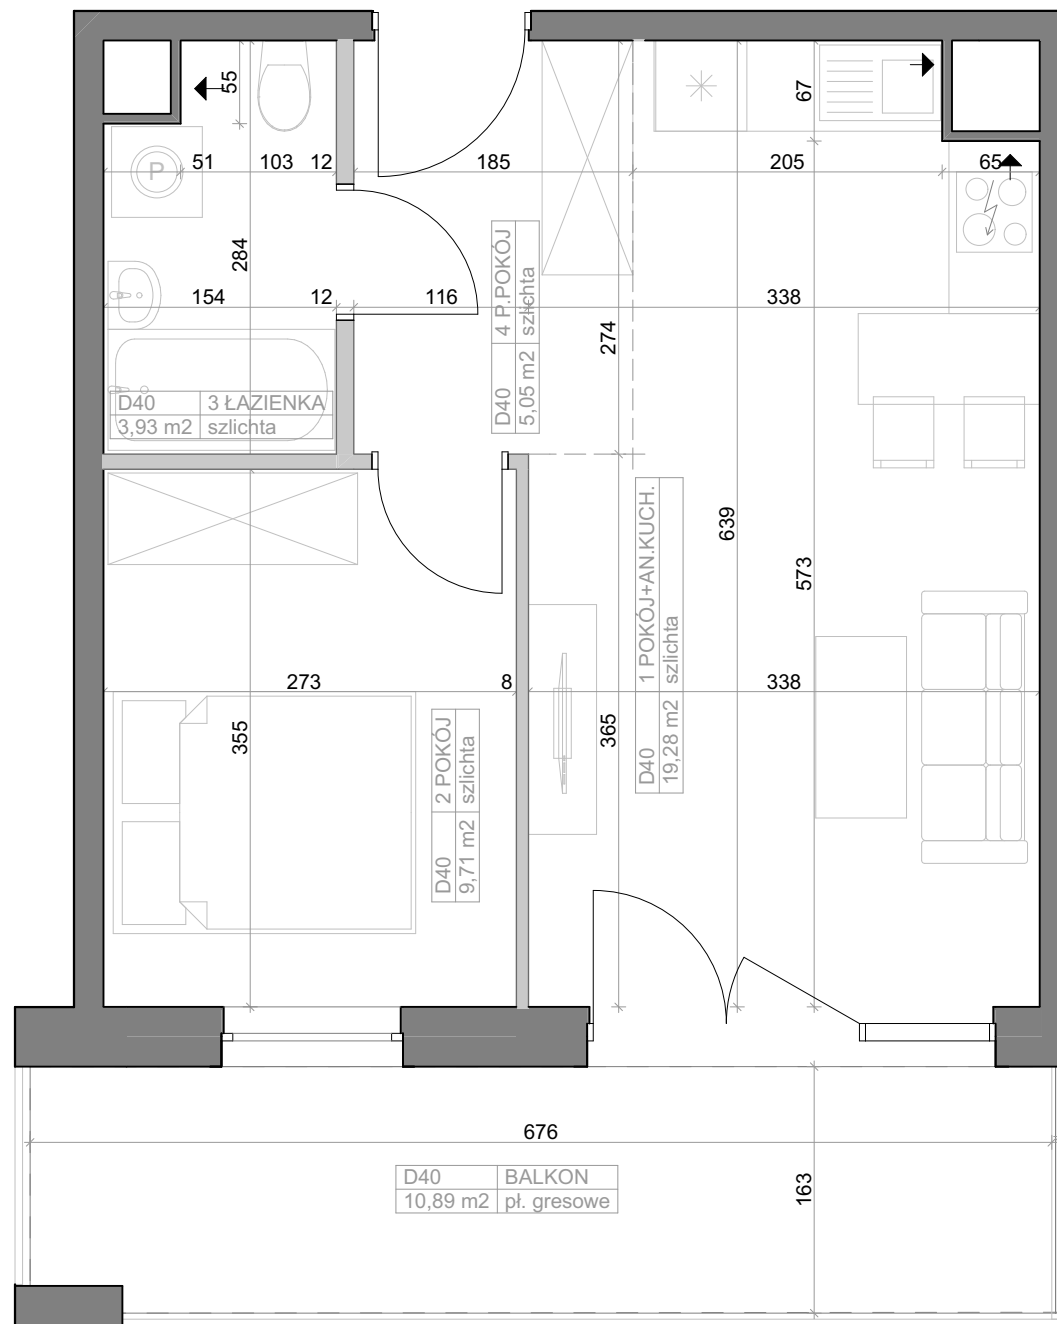 55
67
P
51 103 12 185 205 65
284
154 12 116 338
274
D40 4 P.POKÓJ
5,05 m2 szlichta
D40 3 ŁAZIENKA
3,93 m2 szlichta
639
573
D40 1 POKÓJ+AN.KUCH.
19,28 m2 szlichta
273 8 338
355
365
D40 2 POKÓJ
9,71 m2 szlichta
676
163
D40 BALKON
10,89 m2 pł. gresowe